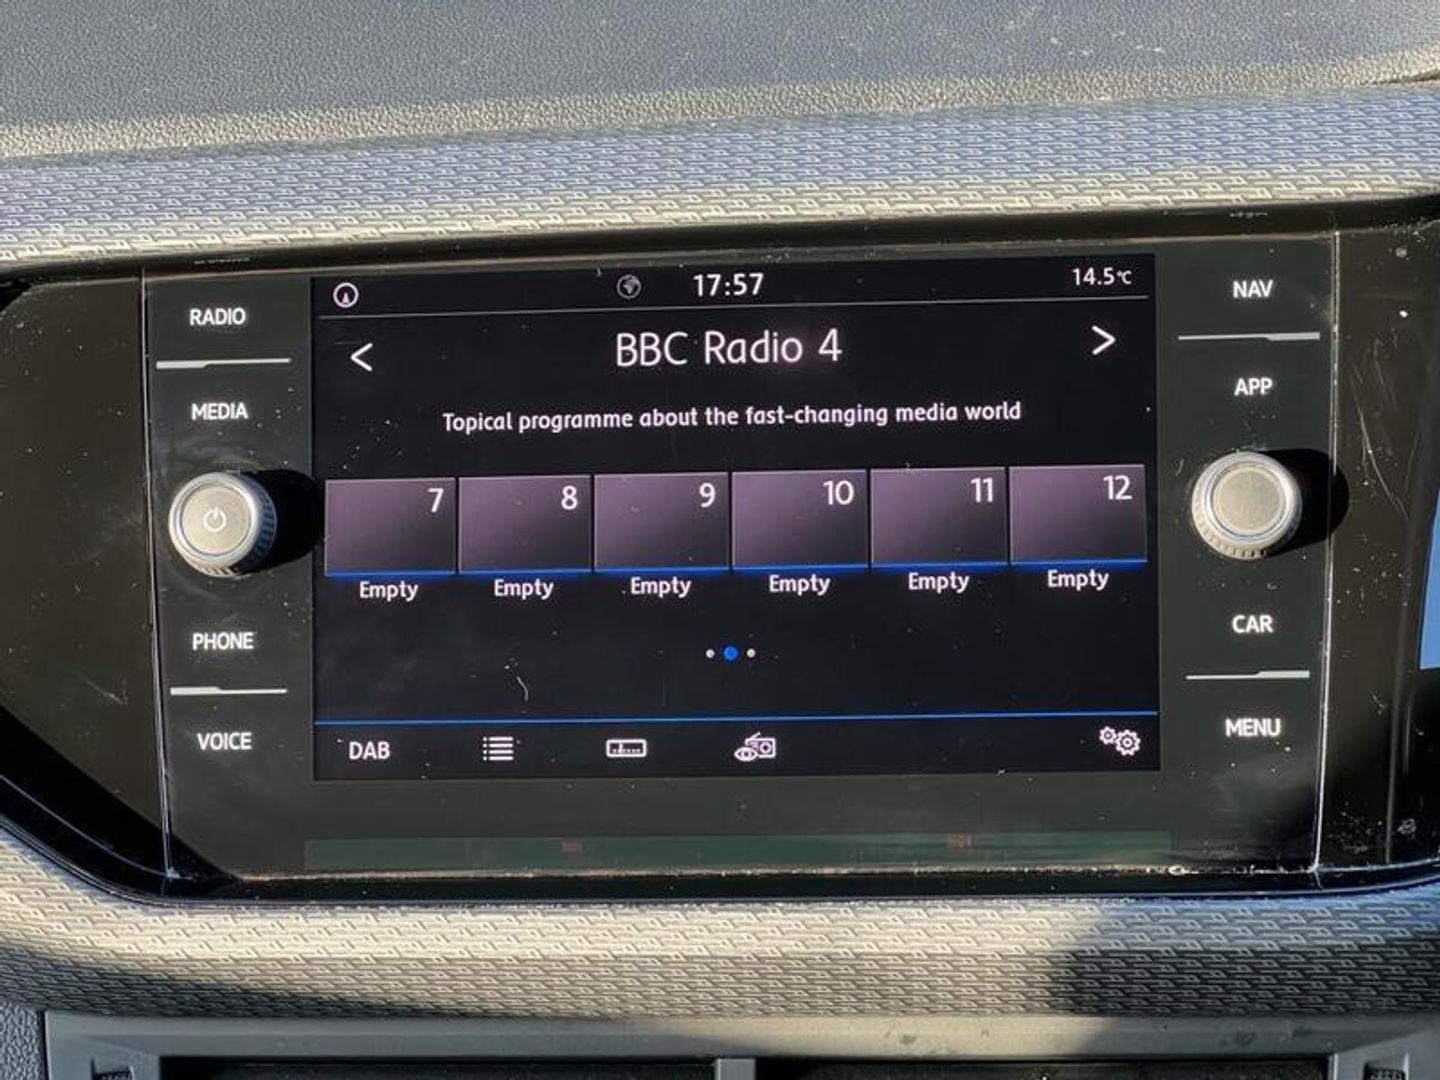 17:57
14.5°C
RADIO
NAV
< BBC Radio 4 >
MEDIA
APP
Topical programme about the fast-changing media world
7 8 9 10 11 12
Empty Empty Empty Empty Empty Empty
PHONE
CAR
VOICE
MENU
DAB